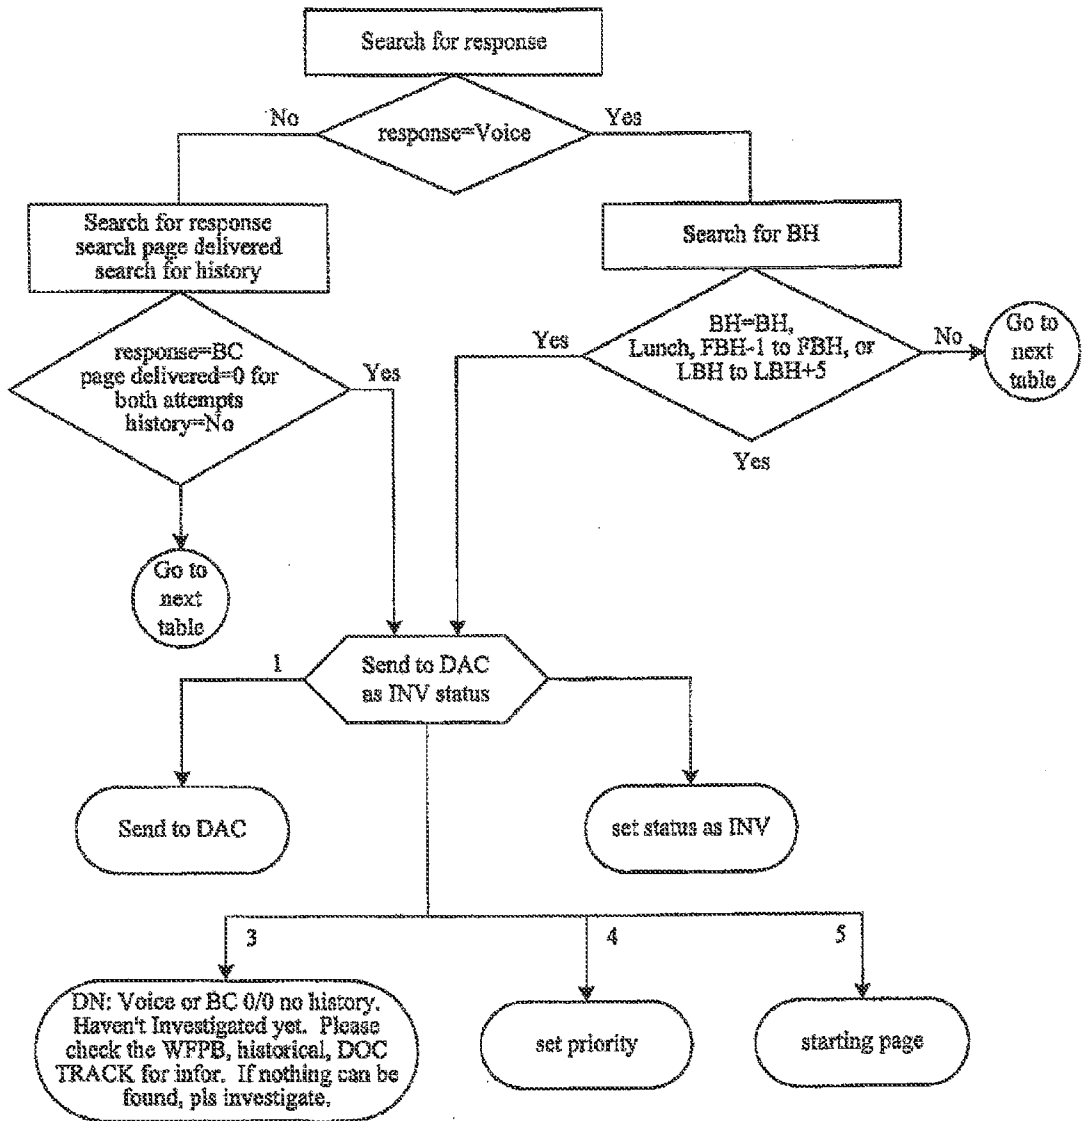 Search for response
No
response=Voice
Yes
Search for response
search page delivered
search for history
Search for BH
response=BC
page delivered=0 for
both attempts
history=No
Yes
Yes
BH=BH,
Lunch, FBH-1 to FBH, or
LBH to LBH+5
No
Go to
next
table
Yes
Go to
next
table
1
Send to DAC
as INV status
Send to DAC
set status as INV
3
4
5
DN: Voice or BC 0/0 no history.
Haven't Investigated yet. Please
check the WFPB, historical, DOC
TRACK for infor. If nothing can be
found, pls investigate.
set priority
starting page